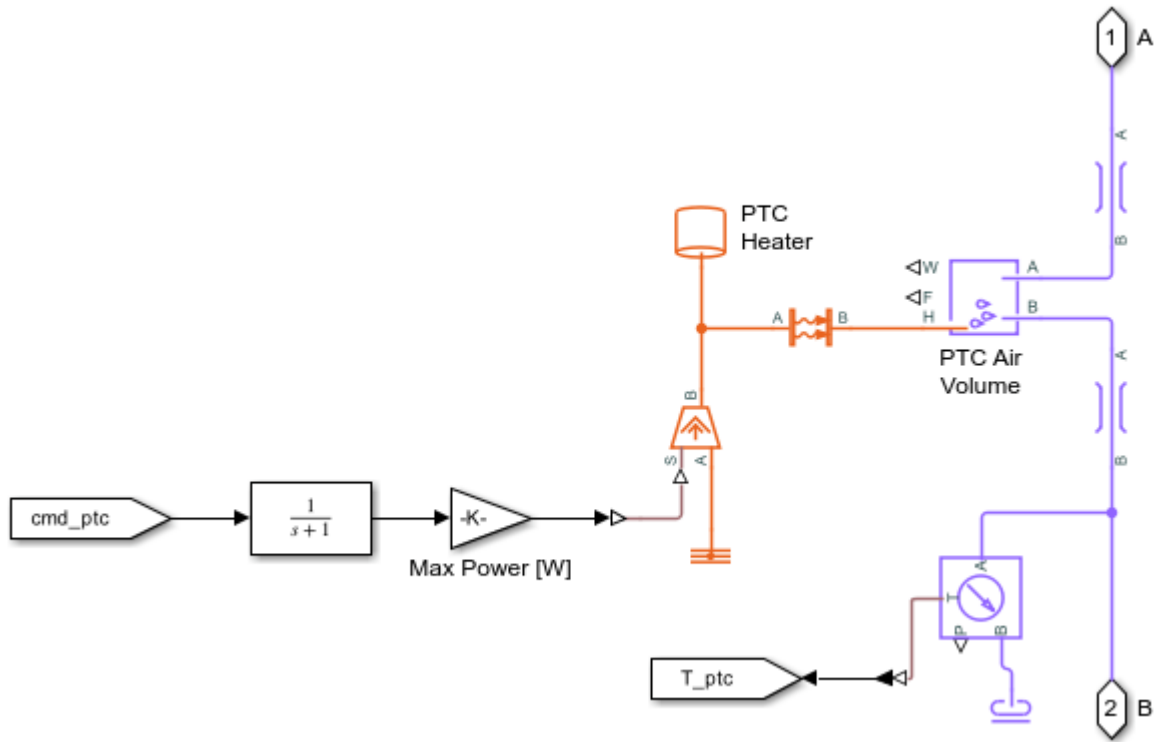 1 A
A
PTC
Heater
B
W
A
F
B
A
B
H
PTC Air
Volume
A
B
S
A
B
cmd_ptc
1
s + 1
-K-
Max Power [W]
A
T
P
B
T_ptc
2 B